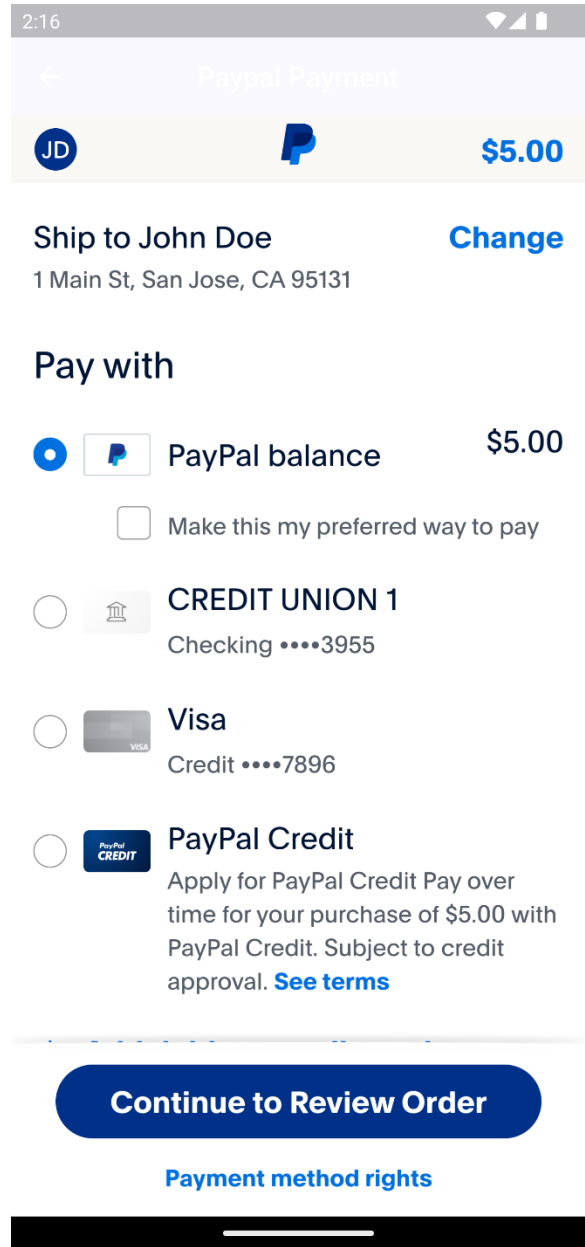 2:16
Paypal Payment
JD
$5.00
Ship to John Doe
Change
1 Main St, San Jose, CA 95131
Pay with
PayPal balance
$5.00
Make this my preferred way to pay
CREDIT UNION 1
Checking ••••3955
VISA
Visa
Credit ••••7896
PayPal
CREDIT
PayPal Credit
Apply for PayPal Credit Pay over
time for your purchase of $5.00 with
PayPal Credit. Subject to credit
approval. See terms
Continue to Review Order
Payment method rights